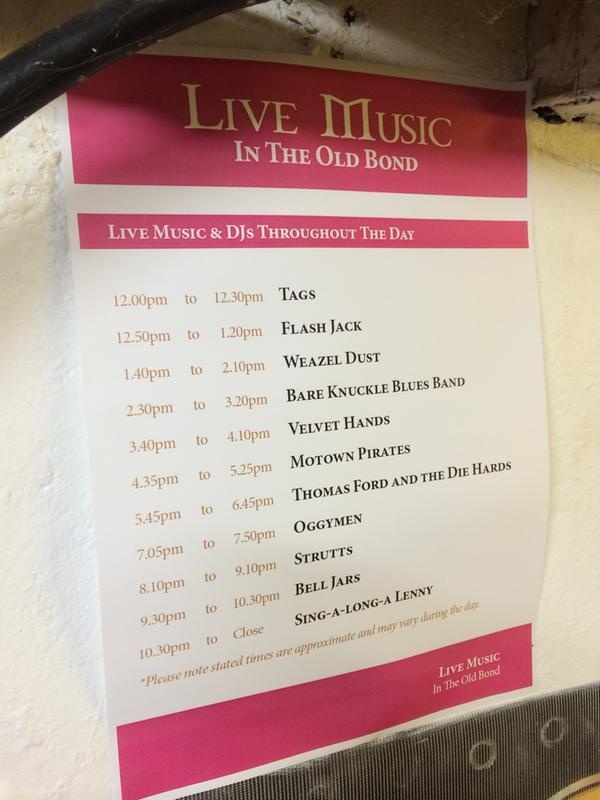 Live Music
In The Old Bond
Live Music & DJs Throughout The Day
12.00pm to 12.30pm Tags
12.50pm to 1.20pm Flash Jack
1.40pm to 2.10pm Weazel Dust
2.30pm to 3.20pm Bare Knuckle Blues Band
3.40pm to 4.10pm Velvet Hands
4.35pm to 5.25pm Motown Pirates
5.45pm to 6.45pm Thomas Ford and the Die Hards
7.05pm to 7.50pm Oggymen
8.10pm to 9.10pm Strutts
9.30pm to 10.30pm Bell Jars
10.30pm to Close Sing-a-long-a Lenny
*Please note stated times are approximate and may vary during the day.
Live Music
In The Old Bond